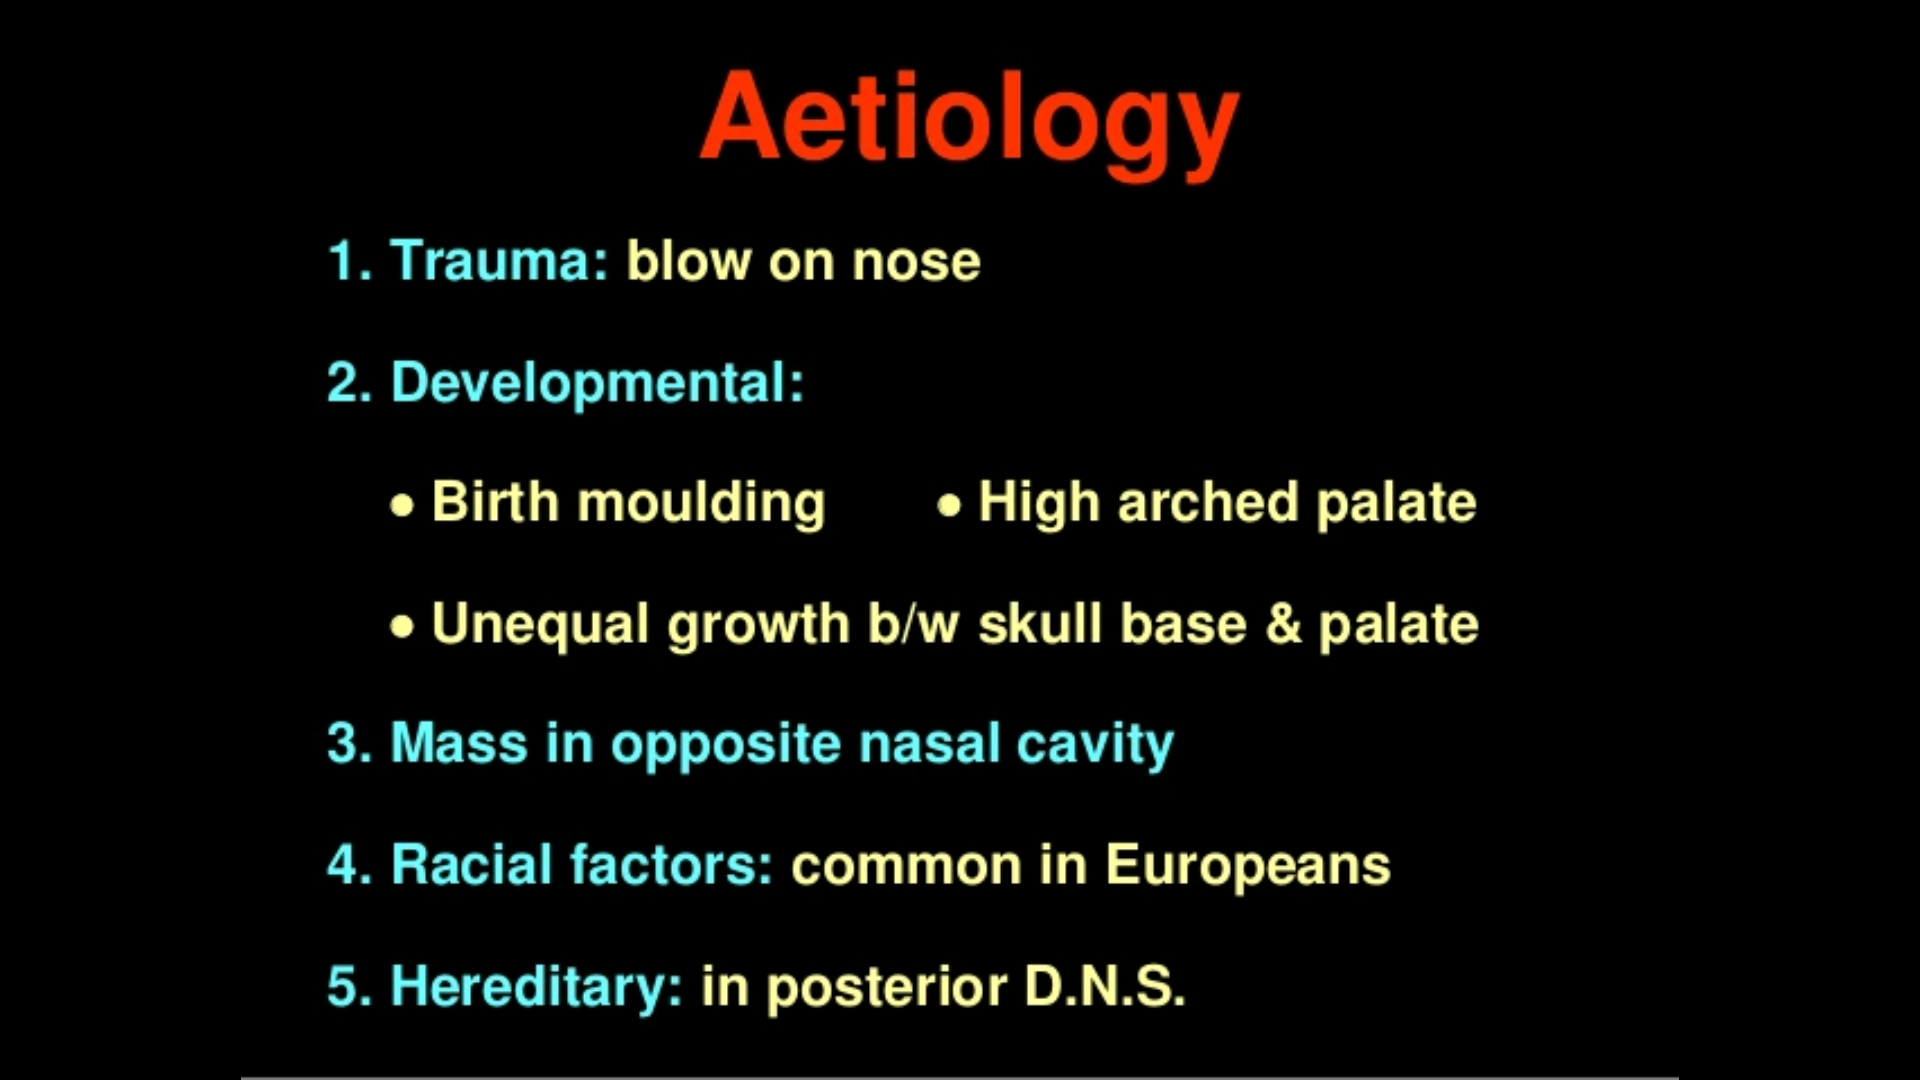 Aetiology
1. Trauma: blow on nose
2. Developmental:
• Birth moulding • High arched palate
• Unequal growth b/w skull base & palate
3. Mass in opposite nasal cavity
4. Racial factors: common in Europeans
5. Hereditary: in posterior D.N.S.